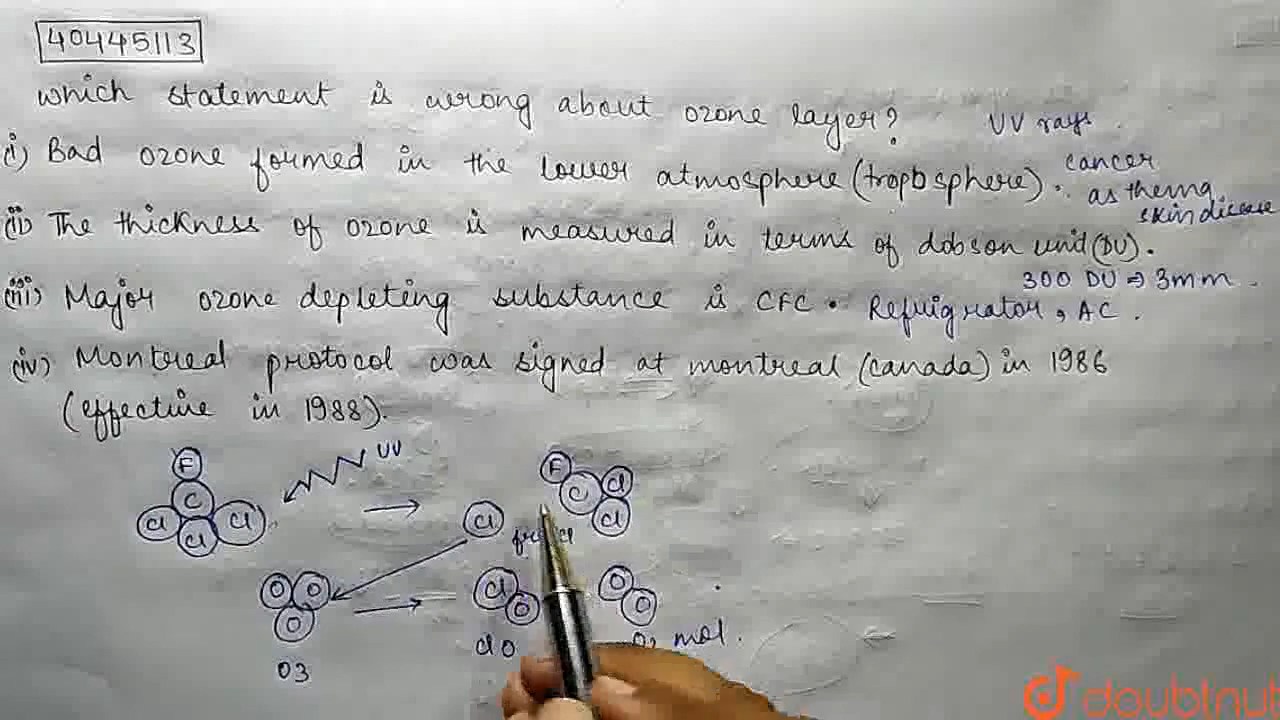 40445113
which statement is wrong about ozone layer?
UV rays
(i) Bad ozone formed in the lower atmosphere (troposphere).
cancer
as thema
skin disease
(ii) The thickness of ozone is measured in terms of dobson unit (DU).
300 DU ⇒ 3mm
(iii) Major ozone depleting substance is CFC.
Refrigrator, AC.
(iv) Montreal protocol was signed at montreal (canada) in 1986
(effective in 1988).
UV
F
C
Cl Cl Cl
Cl
F
C Cl
Cl
O O
O
O3
Cl O
ClO
O O
O2 mol.
doubtnut